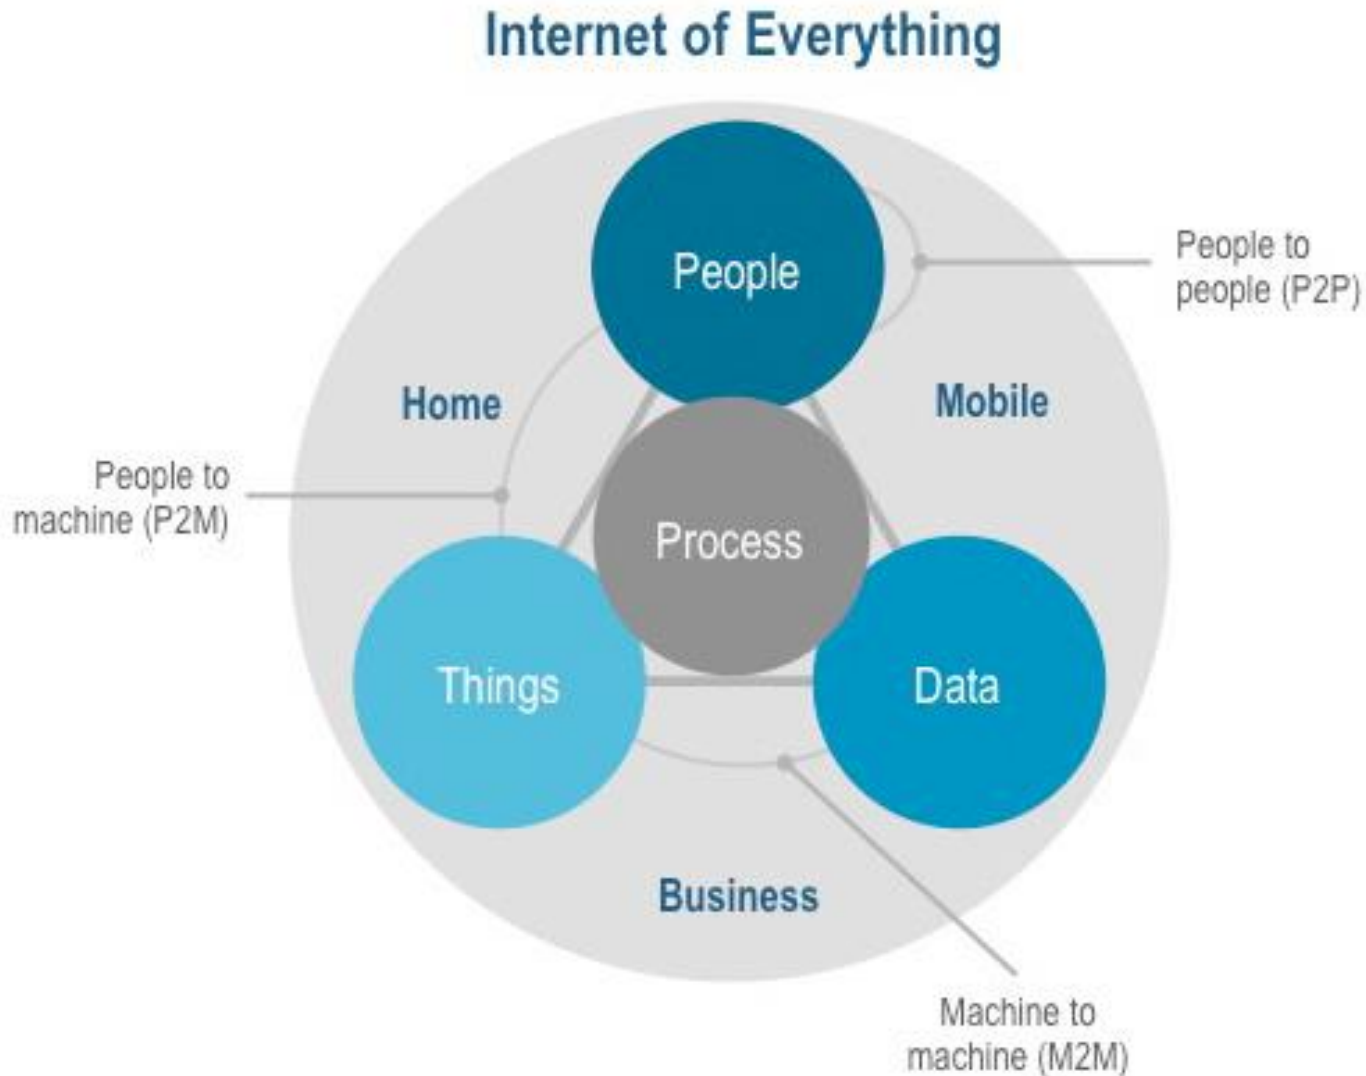 Internet of Everything
People
People to
people (P2P)
Home
Mobile
People to
machine (P2M)
Process
Things
Data
Business
Machine to
machine (M2M)